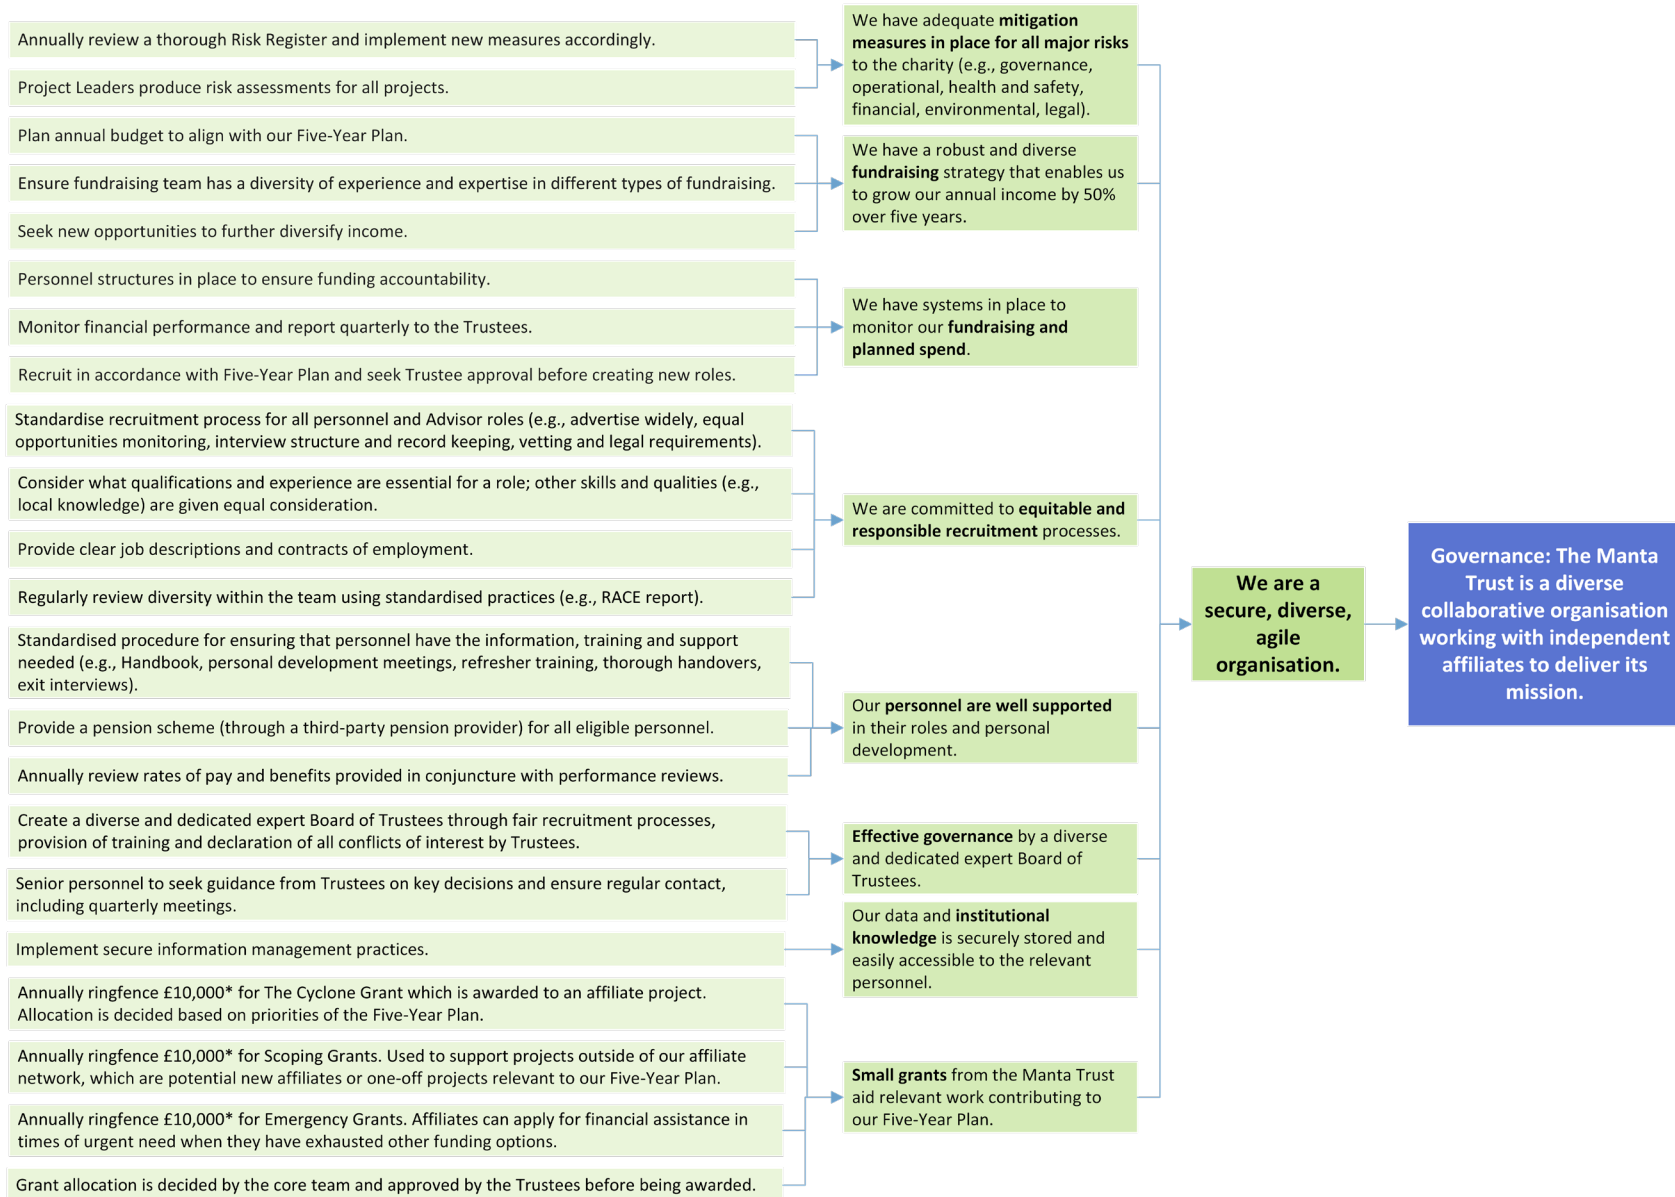 Annually review a thorough Risk Register and implement new measures accordingly.
Project Leaders produce risk assessments for all projects.
We have adequate mitigation
measures in place for all major risks
to the charity (e.g., governance,
operational, health and safety,
financial, environmental, legal).
Plan annual budget to align with our Five-Year Plan.
Ensure fundraising team has a diversity of experience and expertise in different types of fundraising.
Seek new opportunities to further diversify income.
We have a robust and diverse
fundraising strategy that enables us
to grow our annual income by 50%
over five years.
Personnel structures in place to ensure funding accountability.
Monitor financial performance and report quarterly to the Trustees.
Recruit in accordance with Five-Year Plan and seek Trustee approval before creating new roles.
We have systems in place to
monitor our fundraising and
planned spend.
Standardise recruitment process for all personnel and Advisor roles (e.g., advertise widely, equal
opportunities monitoring, interview structure and record keeping, vetting and legal requirements).
Consider what qualifications and experience are essential for a role; other skills and qualities (e.g.,
local knowledge) are given equal consideration.
Provide clear job descriptions and contracts of employment.
Regularly review diversity within the team using standardised practices (e.g., RACE report).
We are committed to equitable and
responsible recruitment processes.
Standardised procedure for ensuring that personnel have the information, training and support
needed (e.g., Handbook, personal development meetings, refresher training, thorough handovers,
exit interviews).
Provide a pension scheme (through a third-party pension provider) for all eligible personnel.
Annually review rates of pay and benefits provided in conjuncture with performance reviews.
Our personnel are well supported
in their roles and personal
development.
Create a diverse and dedicated expert Board of Trustees through fair recruitment processes,
provision of training and declaration of all conflicts of interest by Trustees.
Senior personnel to seek guidance from Trustees on key decisions and ensure regular contact,
including quarterly meetings.
Effective governance by a diverse
and dedicated expert Board of
Trustees.
Implement secure information management practices.
Our data and institutional
knowledge is securely stored and
easily accessible to the relevant
personnel.
Annually ringfence £10,000* for The Cyclone Grant which is awarded to an affiliate project.
Allocation is decided based on priorities of the Five-Year Plan.
Annually ringfence £10,000* for Scoping Grants. Used to support projects outside of our affiliate
network, which are potential new affiliates or one-off projects relevant to our Five-Year Plan.
Annually ringfence £10,000* for Emergency Grants. Affiliates can apply for financial assistance in
times of urgent need when they have exhausted other funding options.
Grant allocation is decided by the core team and approved by the Trustees before being awarded.
Small grants from the Manta Trust
aid relevant work contributing to
our Five-Year Plan.
We are a
secure, diverse,
agile
organisation.
Governance: The Manta
Trust is a diverse
collaborative organisation
working with independent
affiliates to deliver its
mission.